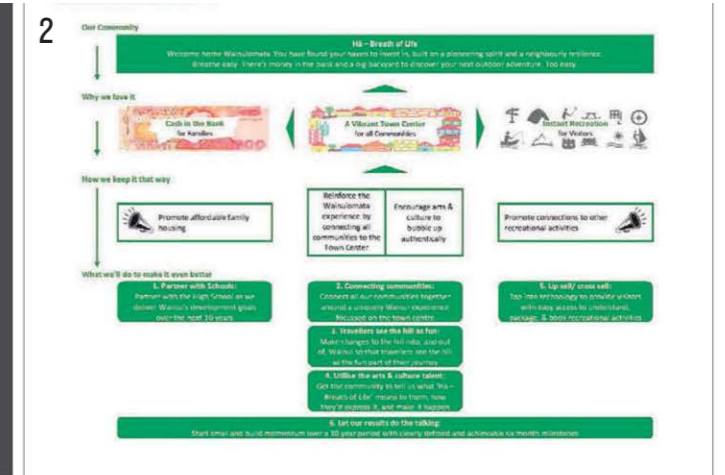 2
Our Community
Hā – Breath of Life
Welcome home Wainuiomata. You have found your haven to invest in, built on a pioneering spirit and a neighbourly resilience.
Breathe easy. There's money in the bank and a big backyard to discover your next outdoor adventure. Too easy.
Why we love it
Cash in the Bank
for Families
A Vibrant Town Center
for all Communities
Instant Recreation
for Visitors
How we keep it that way
Promote affordable family
housing
Reinforce the
Wainuiomata
experience by
connecting all
communities to the
Town Center
Encourage arts &
culture to
bubble up
authentically
Promote connections to other
recreational activities
What we'll do to make it even better
1. Partner with Schools:
Partner with the High School as we
deliver Wainui's development goals
over the next 10 years
2. Connecting communities:
Connect all our communities together
around a uniquely Wainui experience
focussed on the town centre
3. Travellers see the hill as fun:
Make changes to the hill into, and out
of, Wainui so that travellers see the hill
as the fun part of their journey
4. Utilise the arts & culture talent:
Get the community to tell us what 'Hā –
Breath of Life' means to them, how
they'd express it, and make it happen
5. Up sell/ cross sell:
Tap into technology to provide visitors
with easy access to understand,
package, & book recreational activities
6. Let our results do the talking:
Start small and build momentum over a 10 year period with clearly defined and achievable six month milestones